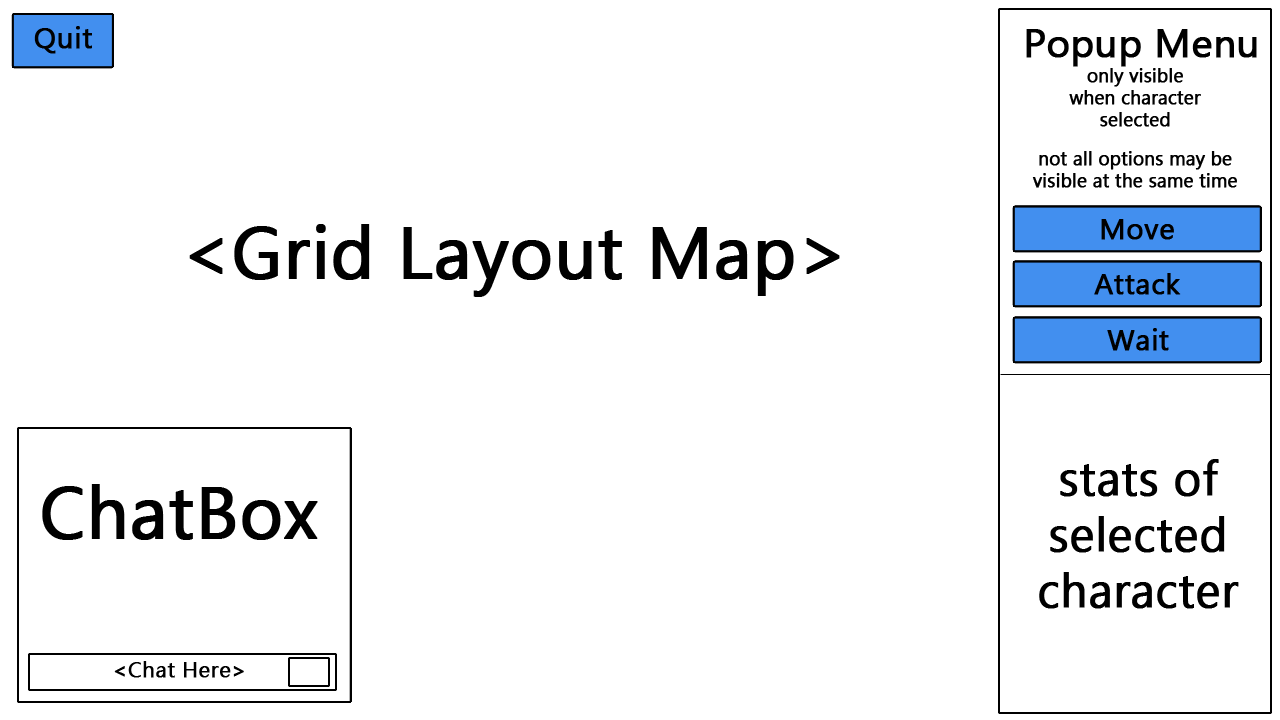 Quit
<Grid Layout Map>
ChatBox
<Chat Here>
Popup Menu
only visible
when character
selected
not all options may be
visible at the same time
Move
Attack
Wait
stats of
selected
character